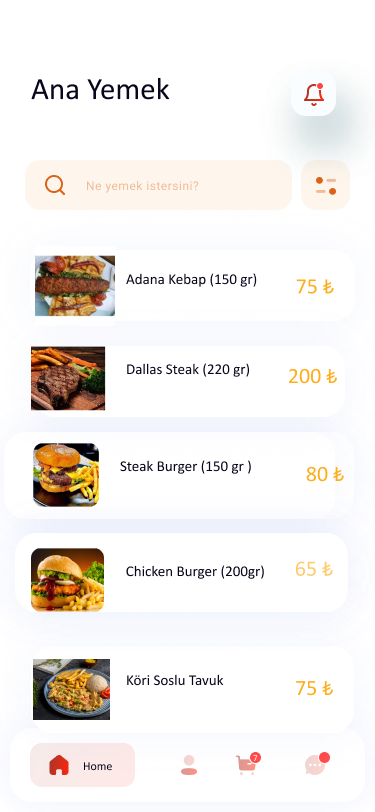 Ana Yemek
Ne yemek istersini?
Adana Kebap (150 gr)
75 ₺
Dallas Steak (220 gr)
200 ₺
Steak Burger (150 gr )
80 ₺
Chicken Burger (200gr)
65 ₺
Köri Soslu Tavuk
75 ₺
Home
7